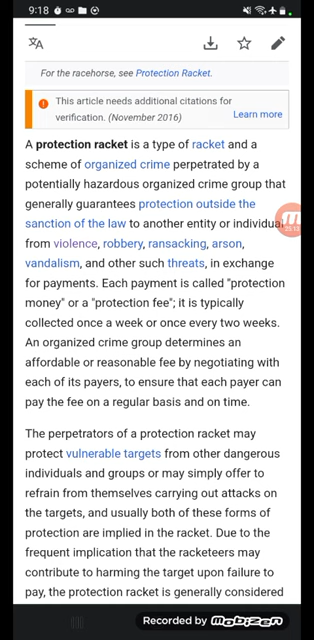 9:18
For the racehorse, see Protection Racket.
This article needs additional citations for
verification. (November 2016)
Learn more
A protection racket is a type of racket and a
scheme of organized crime perpetrated by a
potentially hazardous organized crime group that
generally guarantees protection outside the
sanction of the law to another entity or individual
from violence, robbery, ransacking, arson,
vandalism, and other such threats, in exchange
for payments. Each payment is called "protection
money" or a "protection fee"; it is typically
collected once a week or once every two weeks.
An organized crime group determines an
affordable or reasonable fee by negotiating with
each of its payers, to ensure that each payer can
pay the fee on a regular basis and on time.
The perpetrators of a protection racket may
protect vulnerable targets from other dangerous
individuals and groups or may simply offer to
refrain from themselves carrying out attacks on
the targets, and usually both of these forms of
protection are implied in the racket. Due to the
frequent implication that the racketeers may
contribute to harming the target upon failure to
pay, the protection racket is generally considered
Recorded by Mobizen